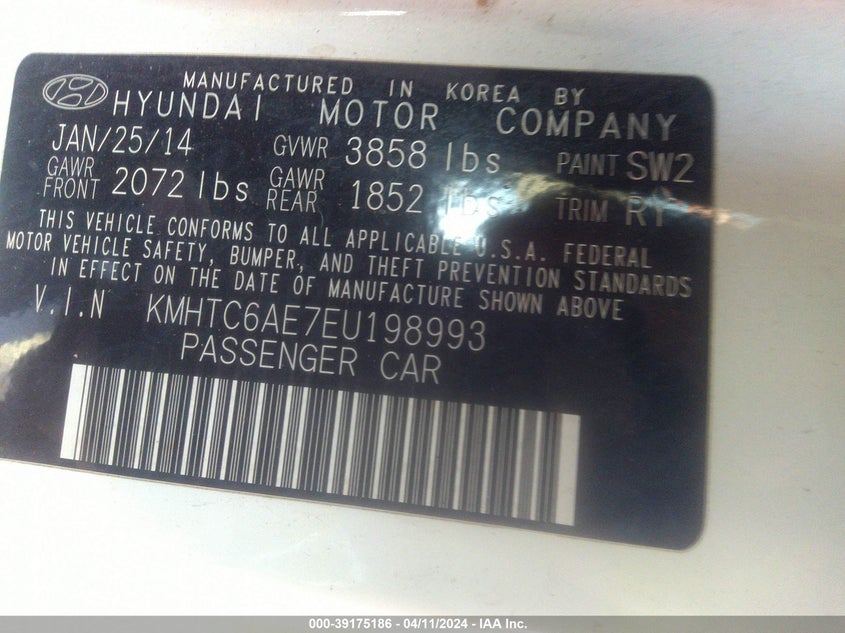 MANUFACTURED IN KOREA BY
HYUNDAI MOTOR COMPANY
JAN/25/14 GVWR 3858 lbs PAINT SW2
GAWR FRONT 2072 lbs GAWR REAR 1852 lbs TRIM RY
THIS VEHICLE CONFORMS TO ALL APPLICABLE U.S.A. FEDERAL
MOTOR VEHICLE SAFETY, BUMPER, AND THEFT PREVENTION STANDARDS
IN EFFECT ON THE DATE OF MANUFACTURE SHOWN ABOVE
V.I.N KMHTC6AE7EU198993
PASSENGER CAR
000-39175186 - 04/11/2024 - IAA Inc.